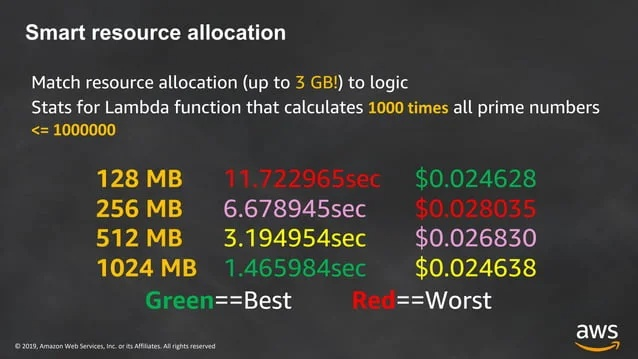 Smart resource allocation
Match resource allocation (up to 3 GB!) to logic
Stats for Lambda function that calculates 1000 times all prime numbers
<= 1000000
128 MB 11.722965sec $0.024628
256 MB 6.678945sec $0.028035
512 MB 3.194954sec $0.026830
1024 MB 1.465984sec $0.024638
Green==Best Red==Worst
© 2019, Amazon Web Services, Inc. or its Affiliates. All rights reserved
aws